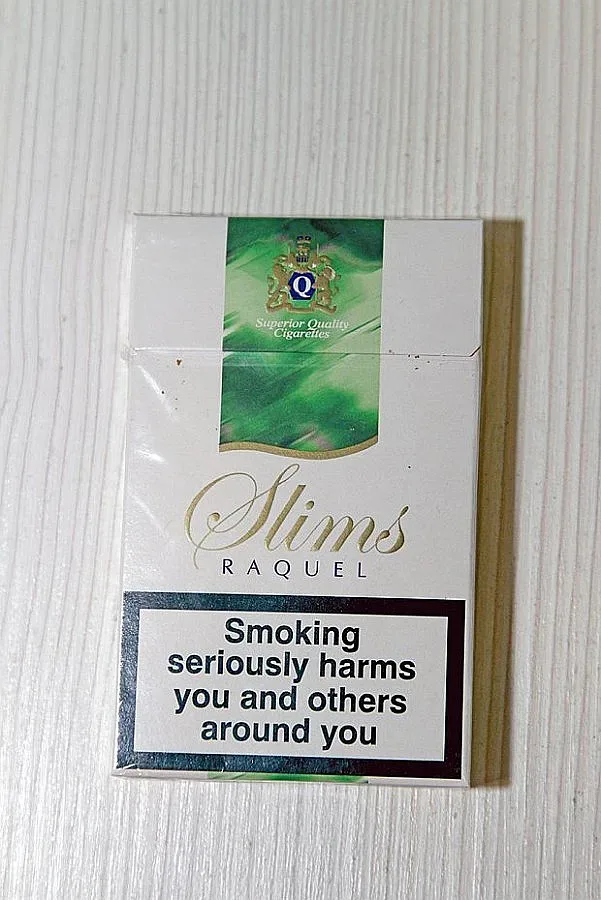 Q
Superior Quality
Cigarettes
Slims
RAQUEL
Smoking
seriously harms
you and others
around you